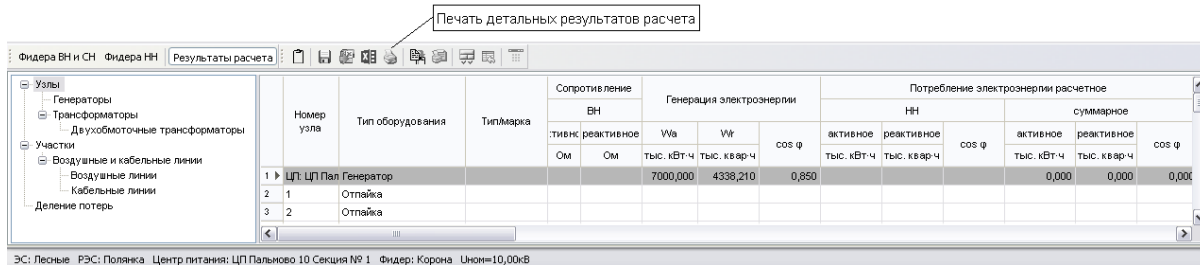 Печать детальных результатов расчета
Фидера ВН и СН Фидера НН Результаты расчета
Узлы
Генераторы
Трансформаторы
Двухобмоточные трансформаторы
Участки
Воздушные и кабельные линии
Воздушные линии
Кабельные линии
Деление потерь
Номер узла Тип оборудования Тип/марка Сопротивление Генерация электроэнергии Потребление электроэнергии расчетное
ВН НН суммарное
тивнс реактивное Wa Wr cos φ активное реактивное cos φ активное реактивное cos φ
Ом Ом тыс. кВт·ч тыс. квар·ч тыс. кВт·ч тыс. квар·ч тыс. кВт·ч тыс. квар·ч
1 ЦП: ЦП Пал Генератор 7000,000 4338,210 0,850 0,000 0,000 0,000
2 1 Отпайка
3 2 Отпайка
ЭС: Лесные РЭС: Полянка Центр питания: ЦП Пальмово 10 Секция № 1 Фидер: Корона Uном=10,00кВ